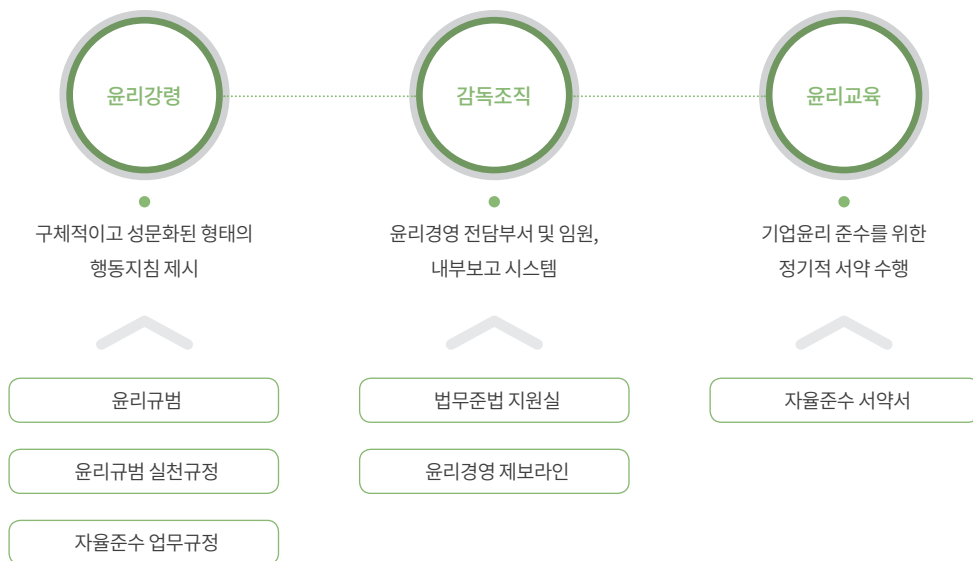 윤리강령
감독조직
윤리교육
구체적이고 성문화된 형태의
행동지침 제시
윤리경영 전담부서 및 임원,
내부보고 시스템
기업윤리 준수를 위한
정기적 서약 수행
윤리규범
법무준법 지원실
자율준수 서약서
윤리규범 실천규정
윤리경영 제보라인
자율준수 업무규정